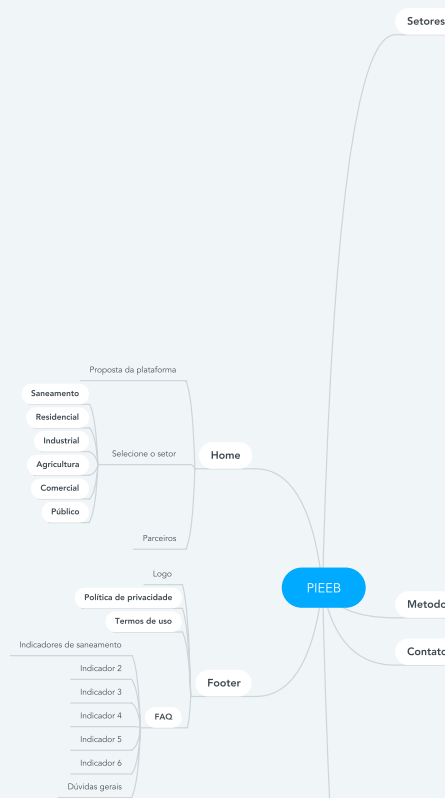 Setores
Proposta da plataforma
Saneamento
Residencial
Industrial
Agricultura
Comercial
Público
Selecione o setor
Home
Parceiros
PIEEB
Logo
Política de privacidade
Termos de uso
Indicadores de saneamento
Indicador 2
Indicador 3
Indicador 4
Indicador 5
Indicador 6
Dúvidas gerais
FAQ
Footer
Metodo
Contato